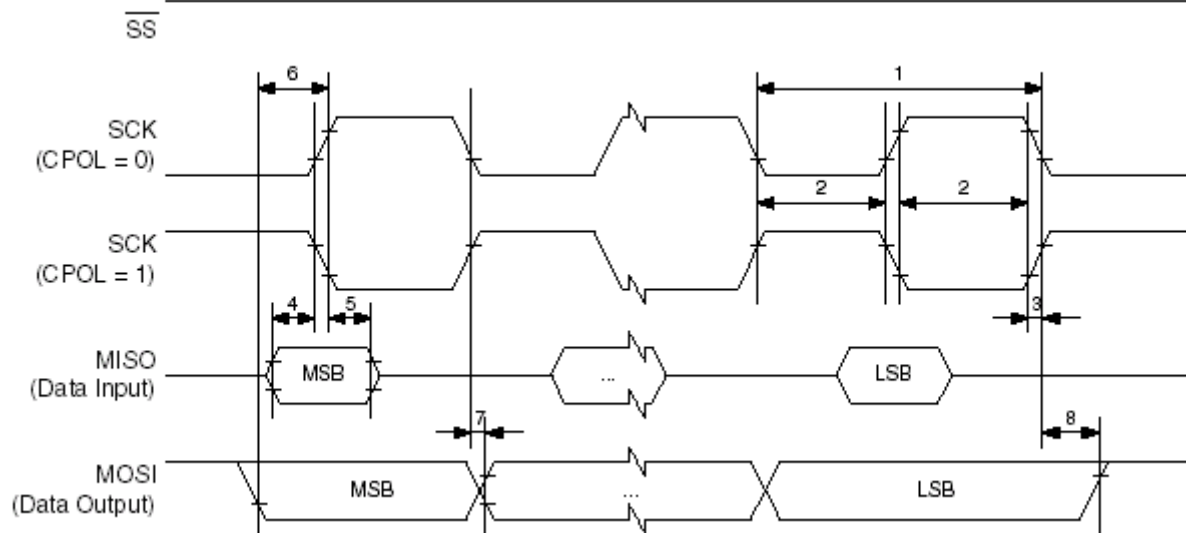 SS
6
1
SCK
(CPOL = 0)
2
2
SCK
(CPOL = 1)
4
5
3
MISO
(Data Input)
MSB
...
LSB
7
8
MOSI
(Data Output)
MSB
...
LSB